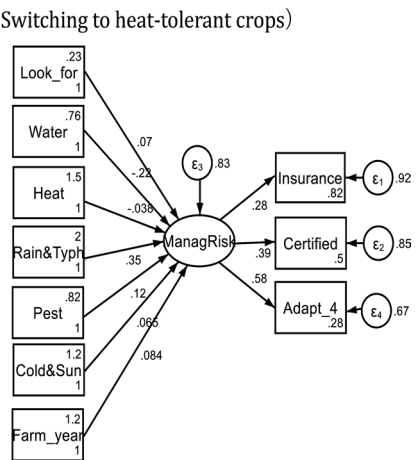 Switching to heat-tolerant crops)
.23
Look_for
1
.76
Water
1
1.5
Heat
1
2
Rain&Typh
1
.82
Pest
1
1.2
Cold&Sun
1
1.2
Farm_year
1
.07
-.22
-.038
.35
.12
.065
.084
ε3 .83
ManagRisk
.28
.39
.58
Insurance
.82
ε1 .92
Certified
.5
ε2 .85
Adapt_4
.28
ε4 .67